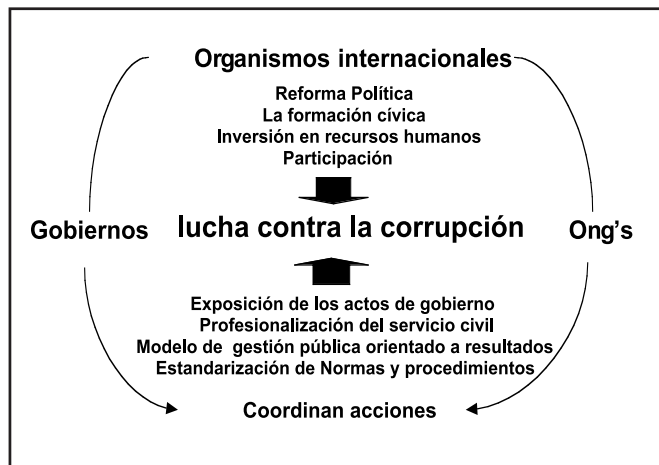 Organismos internacionales
Reforma Política
La formación cívica
Inversión en recursos humanos
Participación
Gobiernos lucha contra la corrupción Ong's
Exposición de los actos de gobierno
Profesionalización del servicio civil
Modelo de gestión pública orientado a resultados
Estandarización de Normas y procedimientos
Coordinan acciones